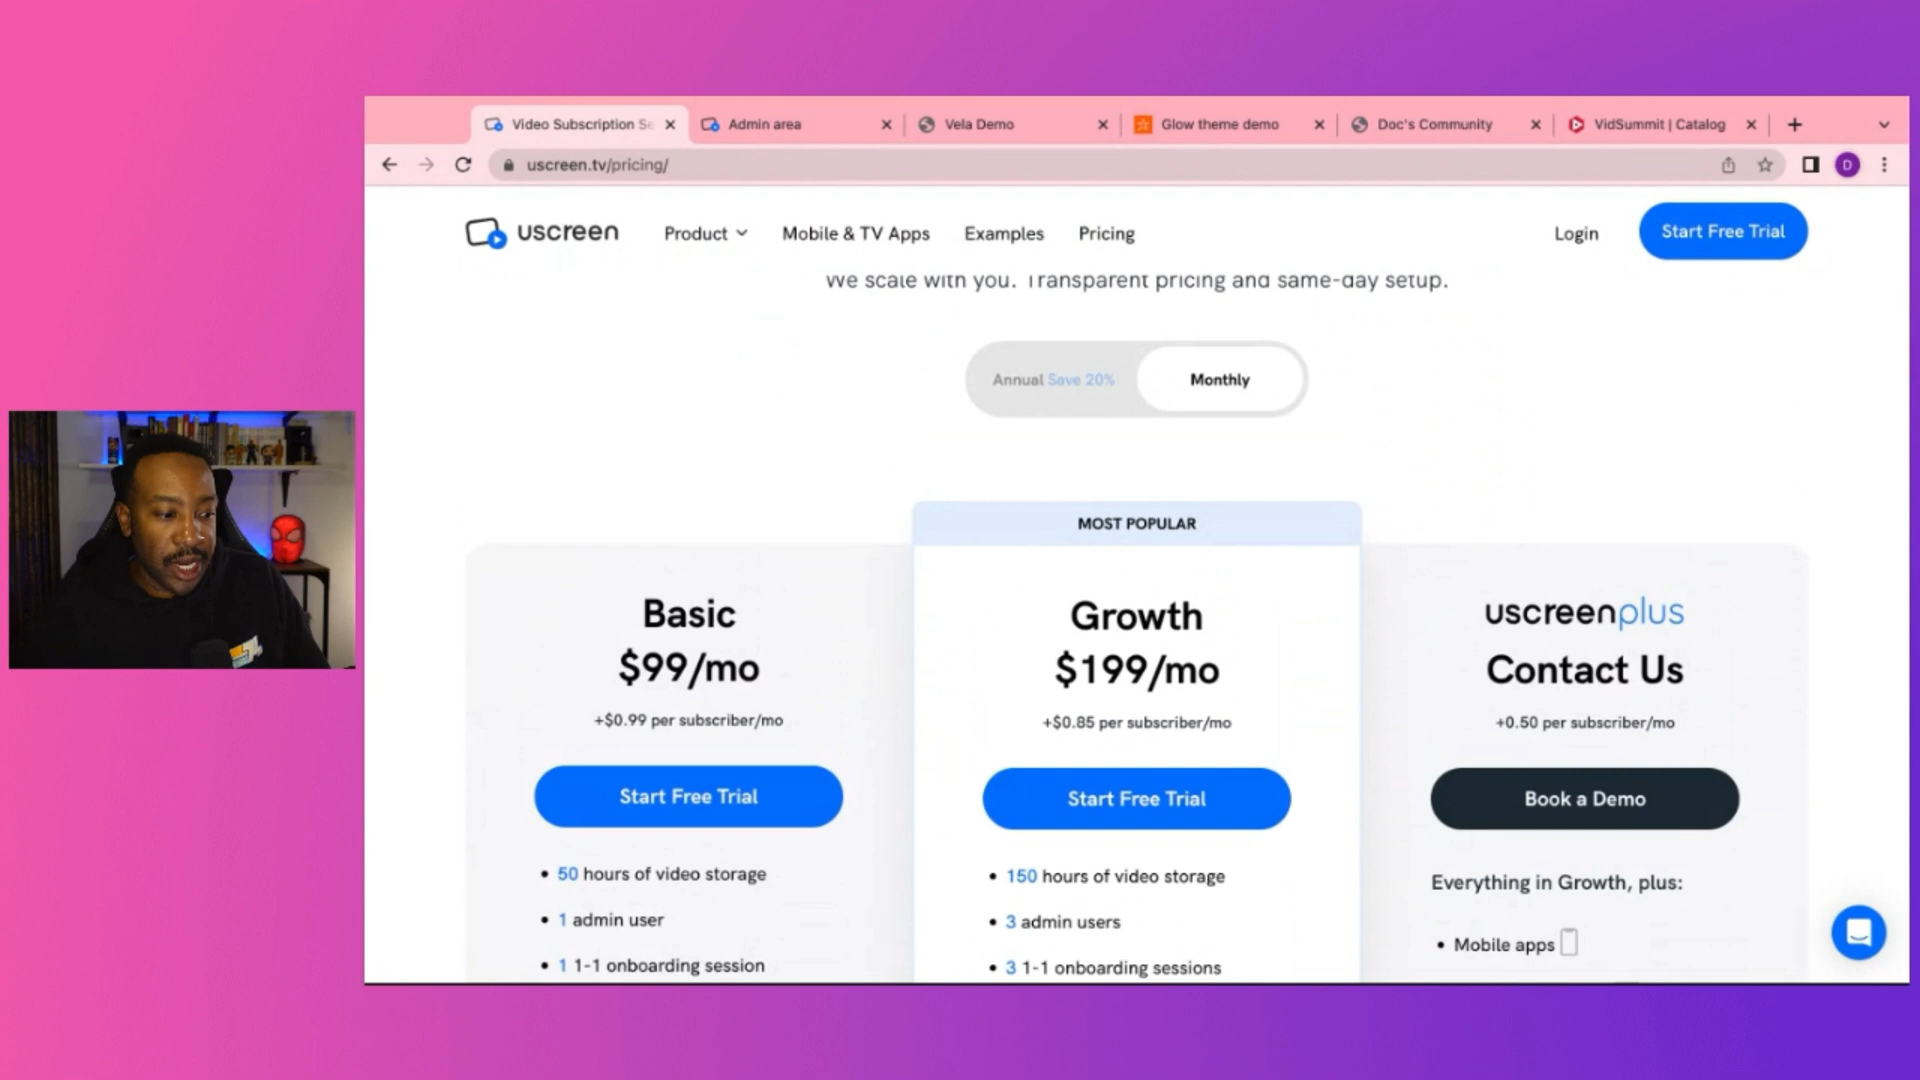 Video Subscription Se
Admin area
Vela Demo
Glow theme demo
Doc's Community
VidSummit | Catalog
uscreen.tv/pricing/
D
uscreen
Product
Mobile & TV Apps
Examples
Pricing
Login
Start Free Trial
We scale with you. Transparent pricing and same-day setup.
Annual Save 20%
Monthly
MOST POPULAR
Basic
$99/mo
+$0.99 per subscriber/mo
Start Free Trial
• 50 hours of video storage
• 1 admin user
• 1 1-1 onboarding session
Growth
$199/mo
+$0.85 per subscriber/mo
Start Free Trial
• 150 hours of video storage
• 3 admin users
• 3 1-1 onboarding sessions
uscreenplus
Contact Us
+0.50 per subscriber/mo
Book a Demo
Everything in Growth, plus:
• Mobile apps